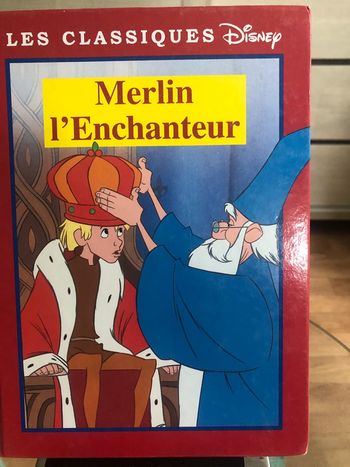 LES CLASSIQUES Disney
Merlin
l'Enchanteur